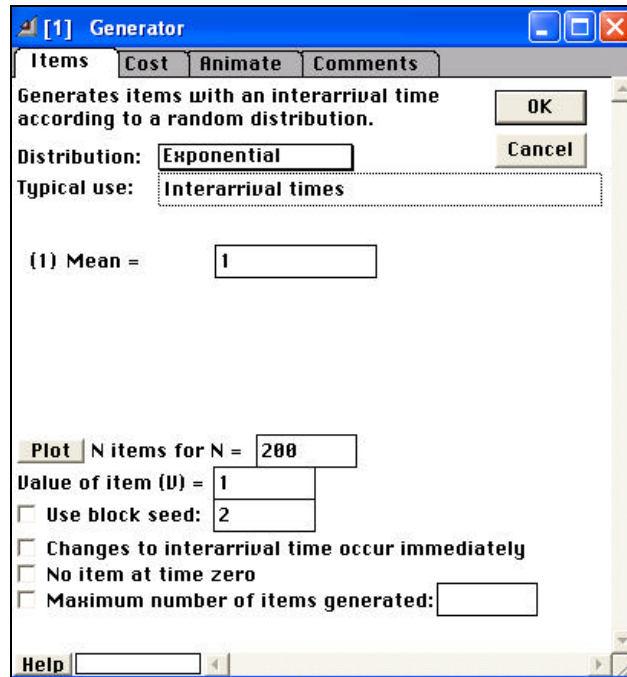 [1] Generator
Items Cost Animate Comments
Generates items with an interarrival time
according to a random distribution.
OK
Cancel
Distribution: Exponential
Typical use: Interarrival times
(1) Mean = 1
Plot N items for N = 200
Value of item (V) = 1
Use block seed: 2
Changes to interarrival time occur immediately
No item at time zero
Maximum number of items generated:
Help